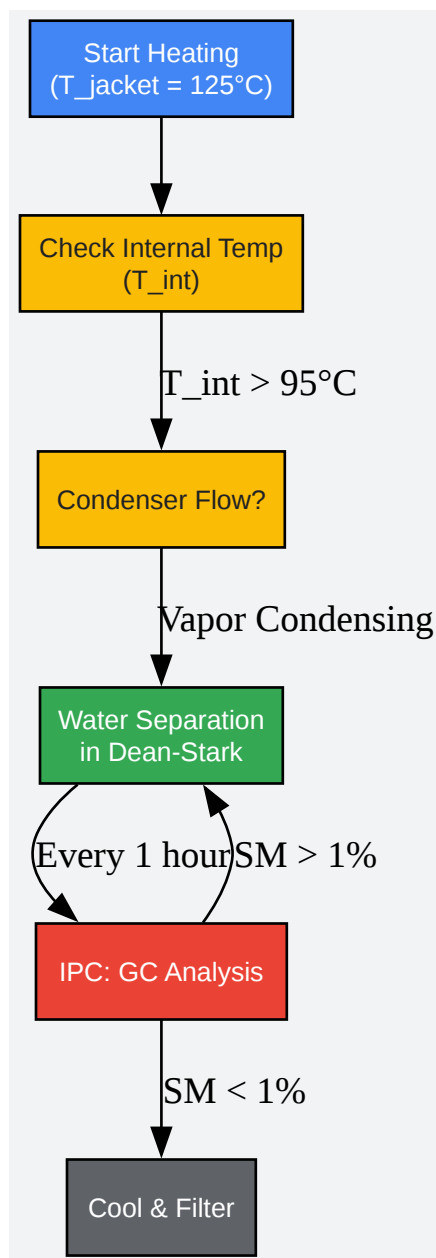 Start Heating
(T_jacket = 125°C)
Check Internal Temp
(T_int)
T_int > 95°C
Condenser Flow?
Vapor Condensing
Water Separation
in Dean-Stark
Every 1 hour
SM > 1%
IPC: GC Analysis
SM < 1%
Cool & Filter